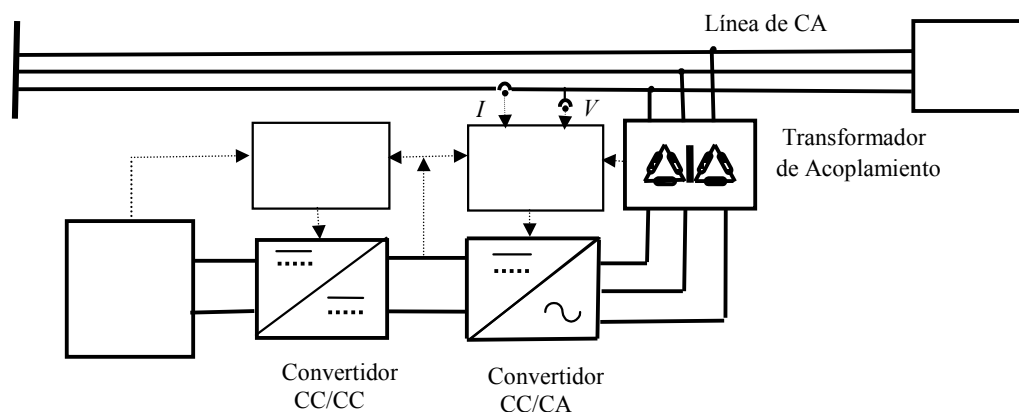 Línea de CA
I
V
Transformador
de Acoplamiento
Convertidor
CC/CC
Convertidor
CC/CA